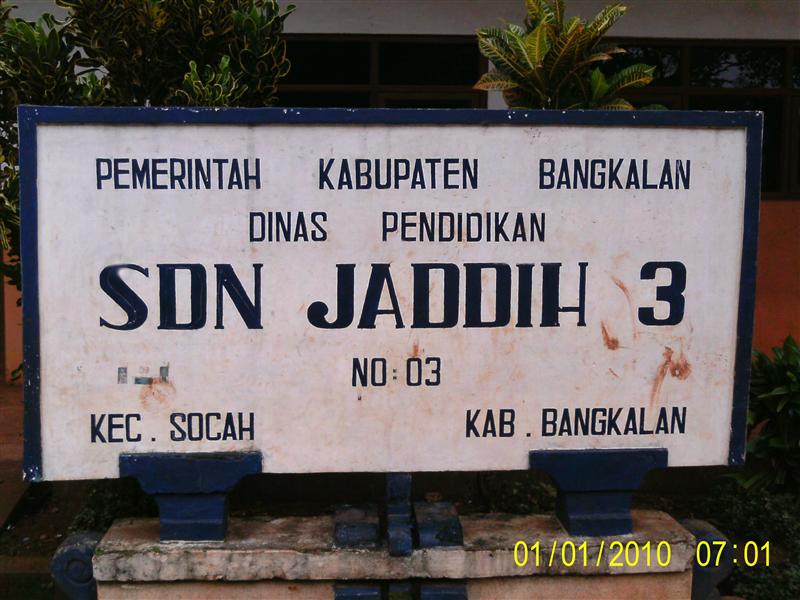 PEMERINTAH KABUPATEN BANGKALAN
DINAS PENDIDIKAN
SDN JADDIH 3
NO : 03
KEC . SOCAH KAB . BANGKALAN
01/01/2010 07:01